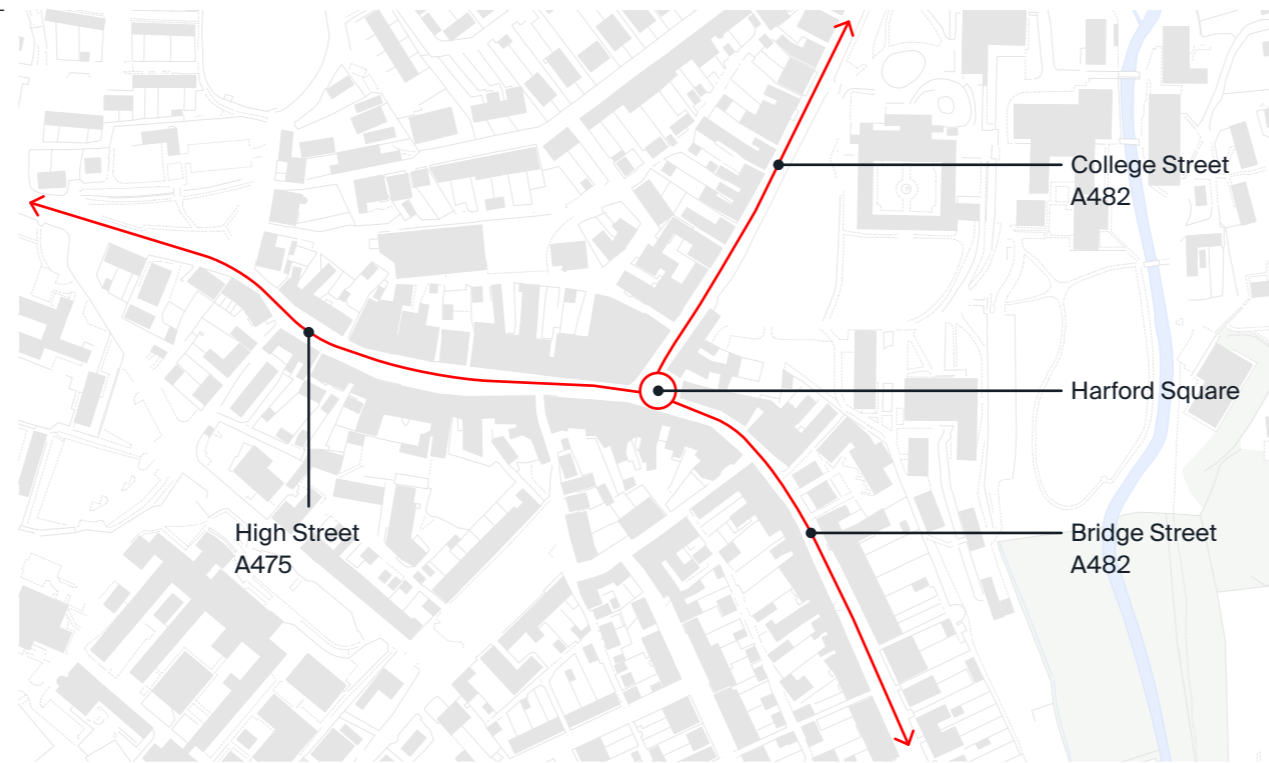 College Street
A482
Harford Square
High Street
A475
Bridge Street
A482